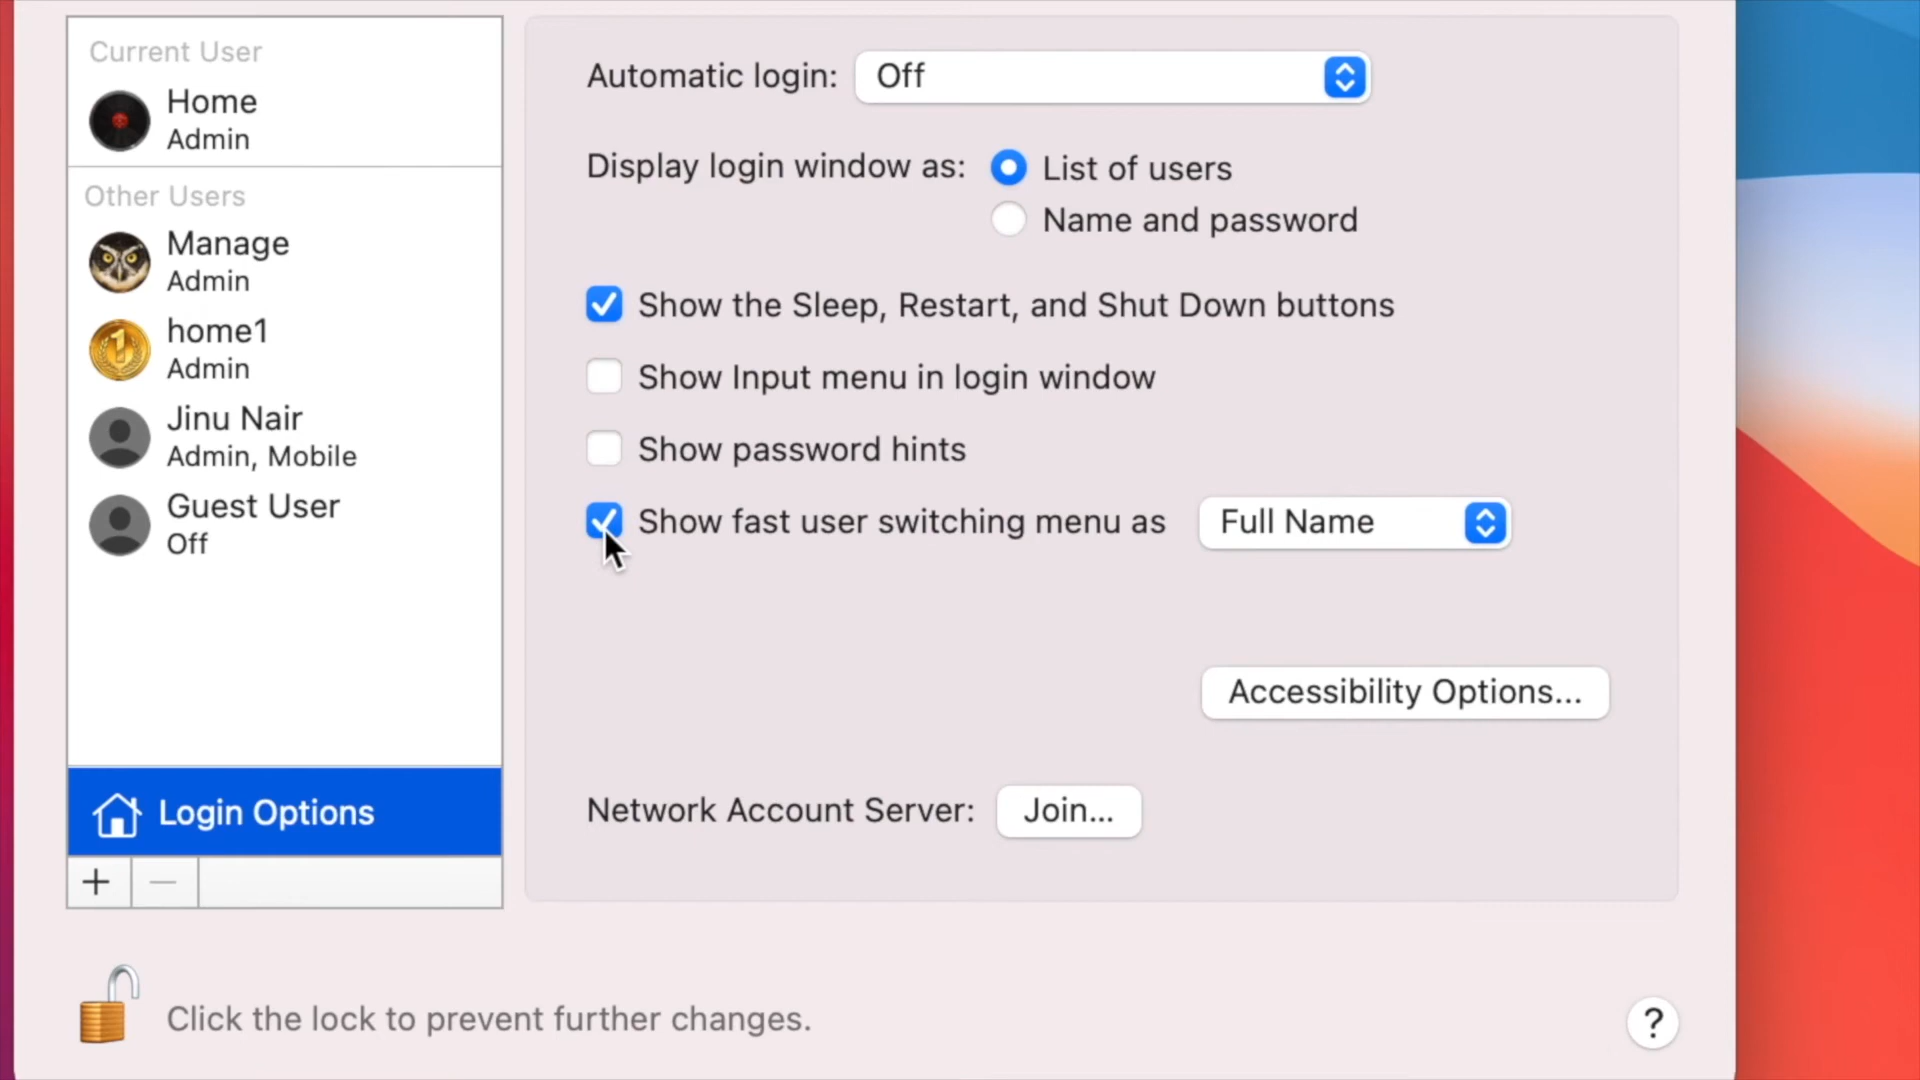 Current User
Home
Admin
Other Users
Manage
Admin
home1
Admin
1
Jinu Nair
Admin, Mobile
Guest User
Off
Login Options
+ −
Automatic login: Off
Display login window as: List of users
Name and password
Show the Sleep, Restart, and Shut Down buttons
Show Input menu in login window
Show password hints
Show fast user switching menu as Full Name
Accessibility Options...
Network Account Server: Join...
Click the lock to prevent further changes.
?